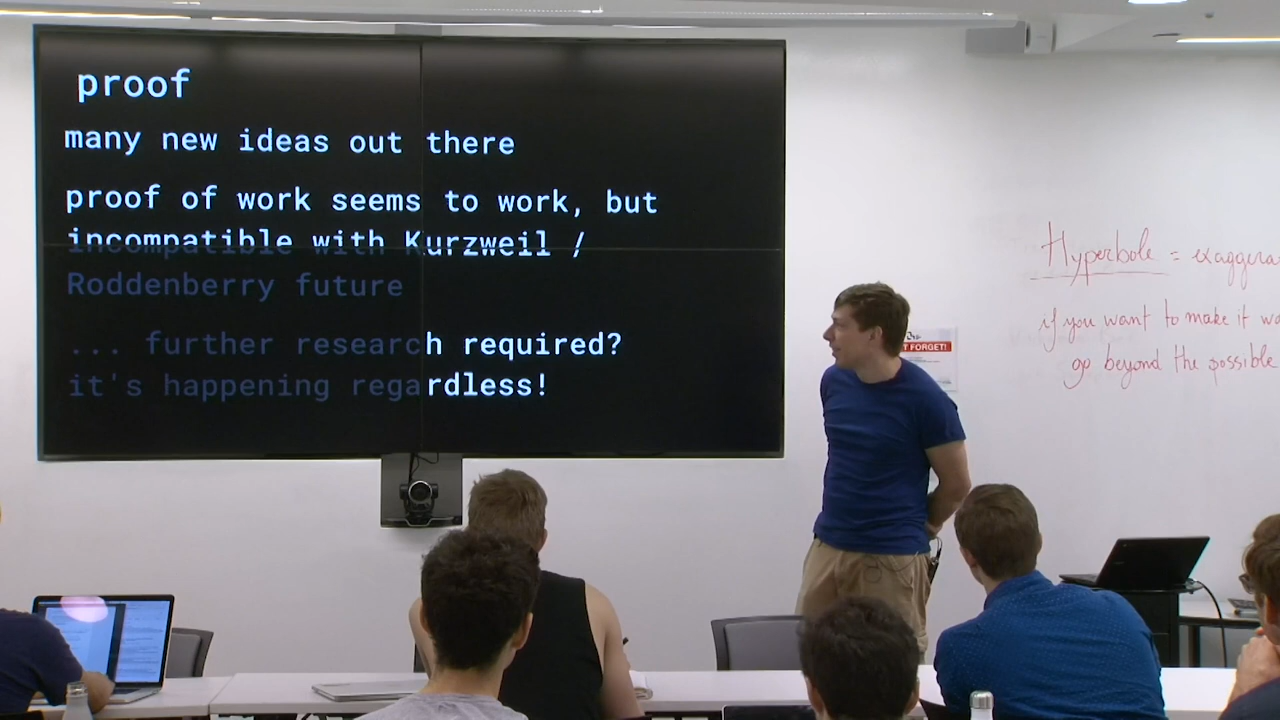 proof
many new ideas out there
proof of work seems to work, but
incompatible with Kurzweil /
Roddenberry future
... further research required?
it's happening regardless!
T FORGET!
Hyperbole = exaggera
if you want to make it wo
go beyond the possible